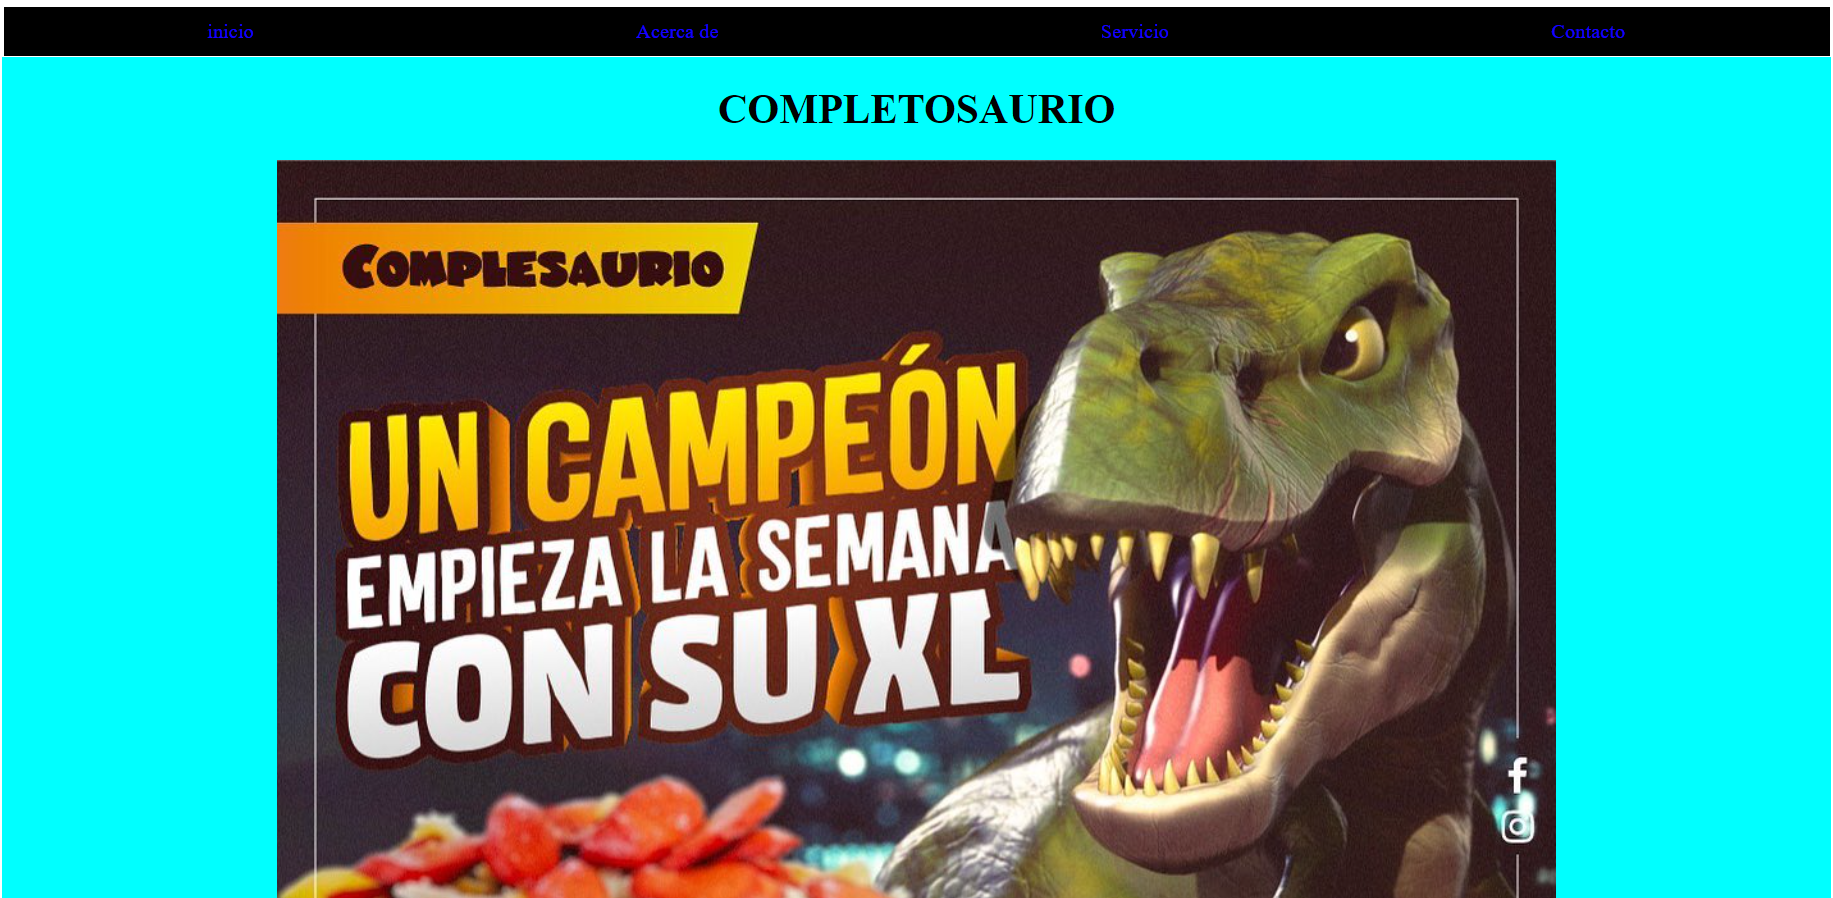 inicio Acerca de Servicio Contacto
COMPLETOSAURIO
COMPLESAURIO
UN CAMPEÓN
EMPIEZA LA SEMANA
CON SU XL